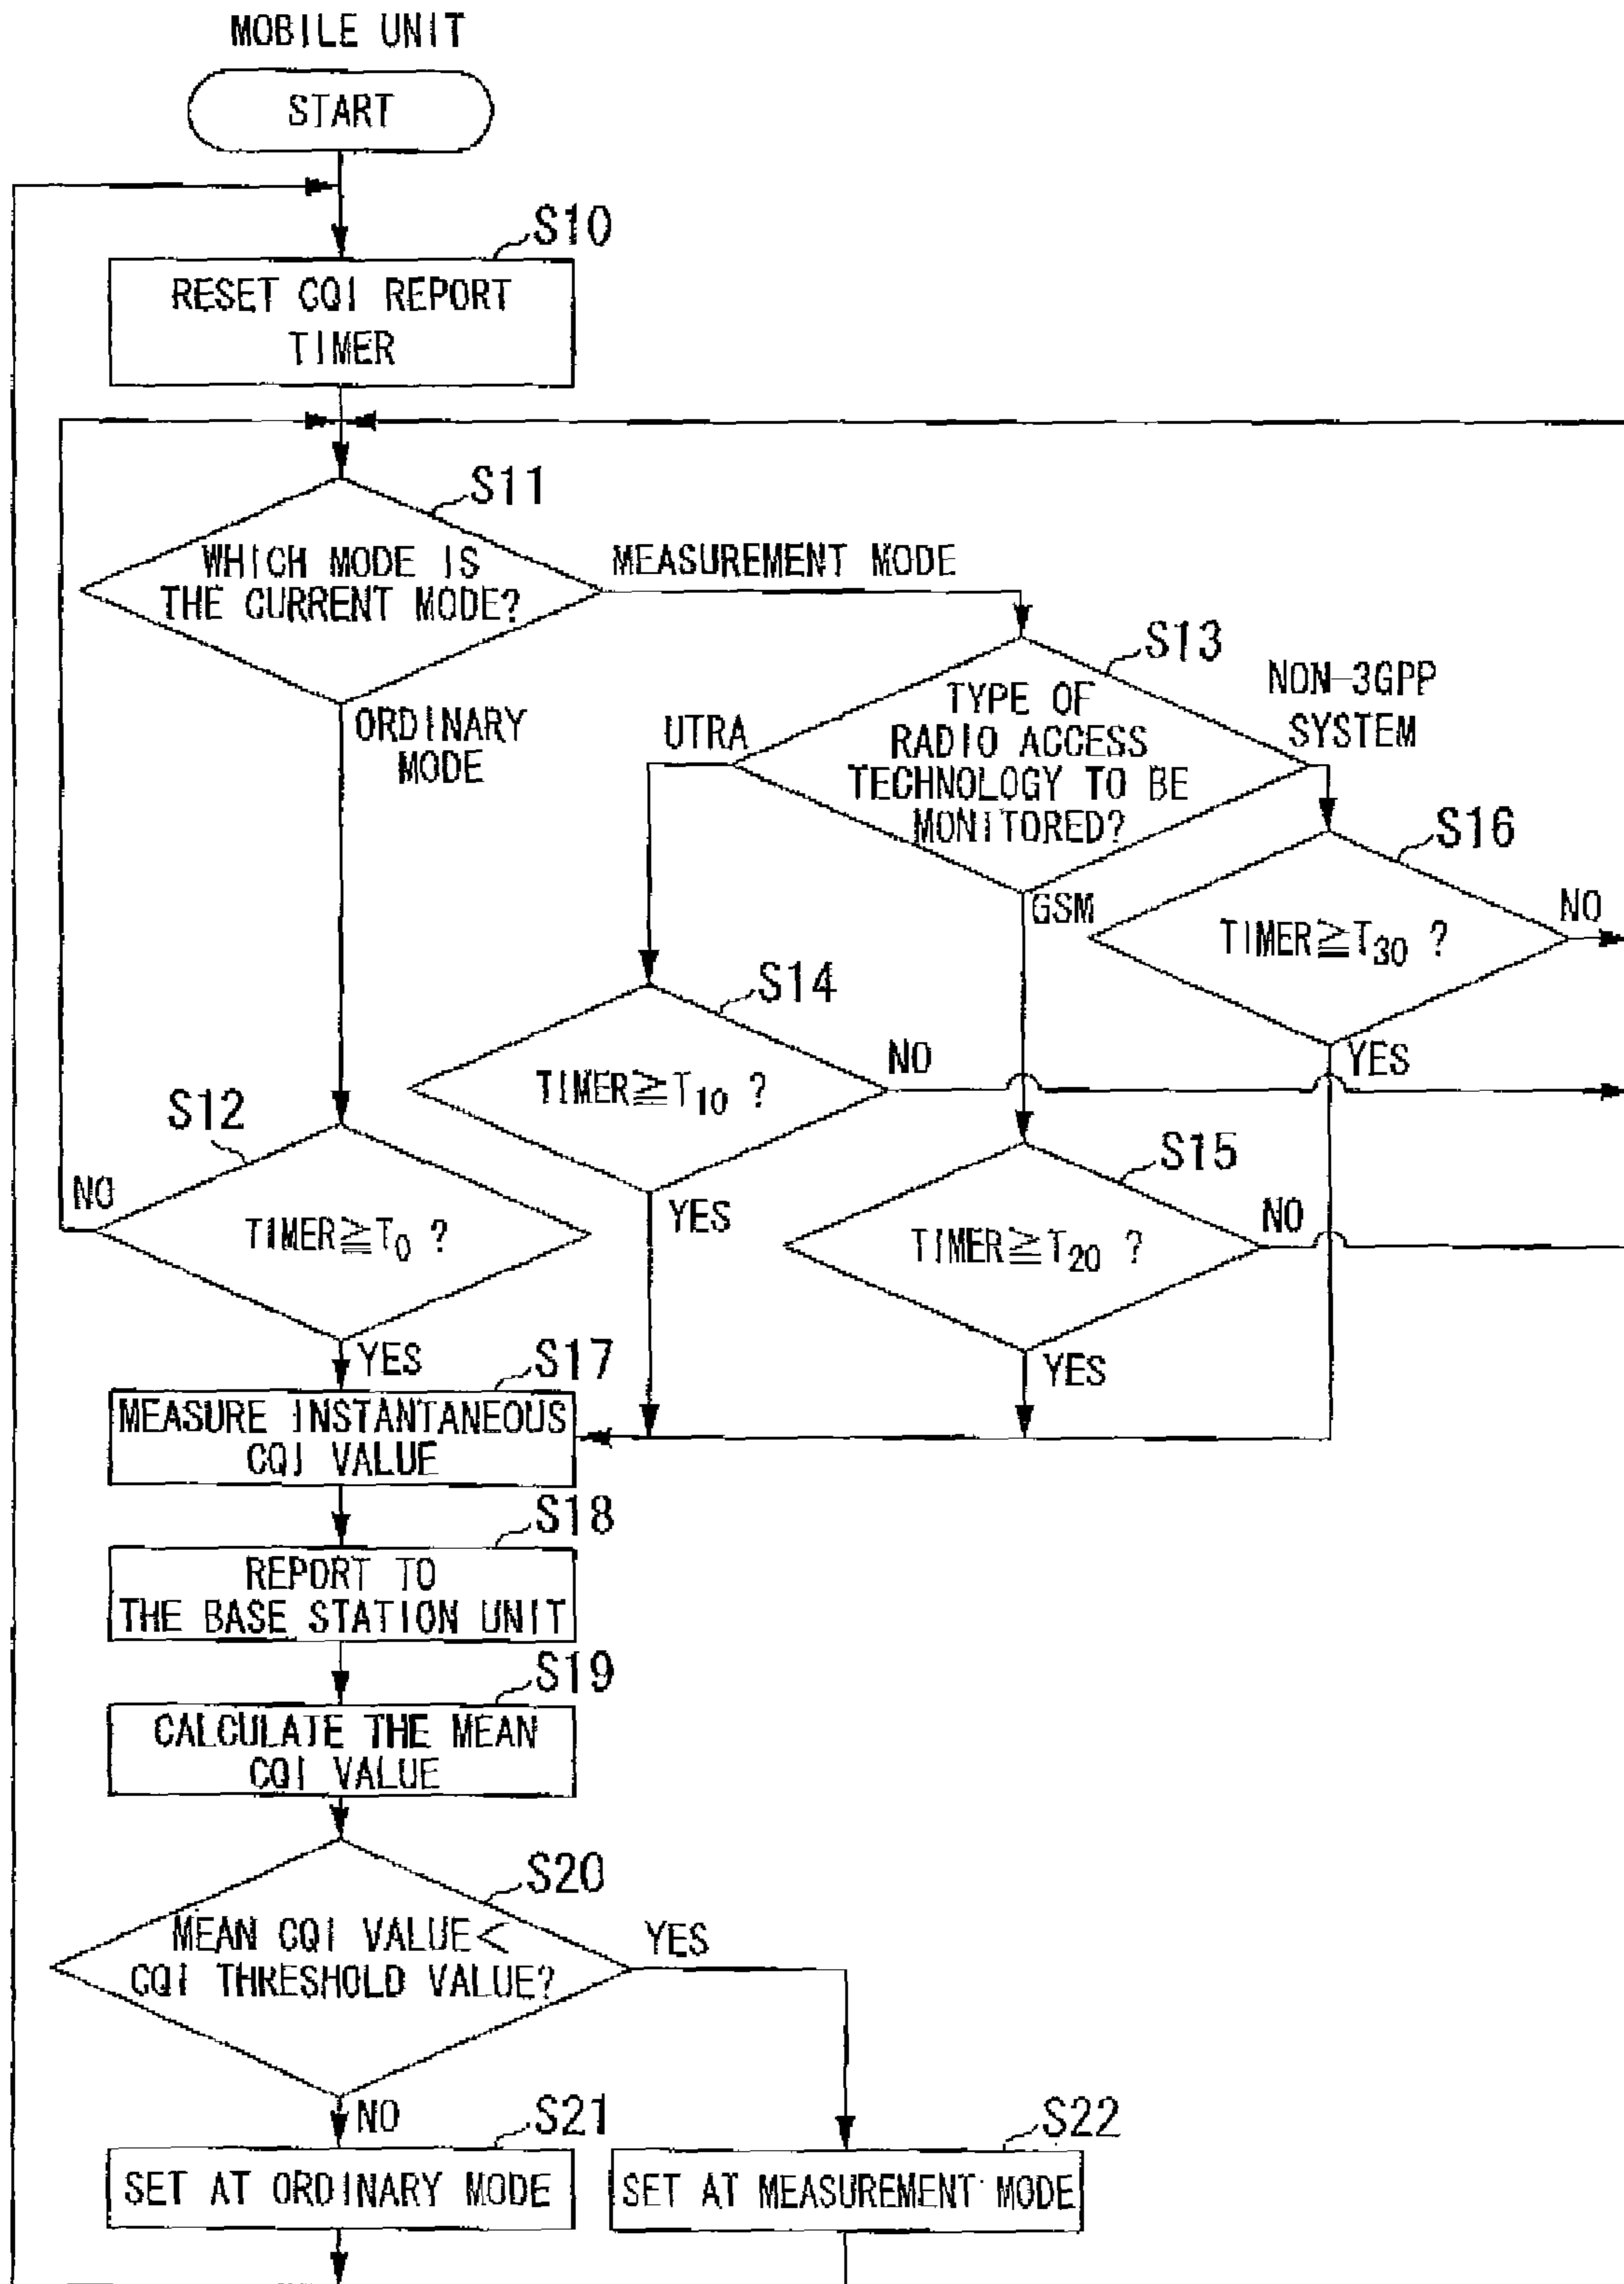 MOBILE UNIT
START
S10
RESET CQI REPORT
TIMER
S11
WHICH MODE IS
THE CURRENT MODE?
MEASUREMENT MODE
ORDINARY
MODE
S13
TYPE OF
RADIO ACCESS
TECHNOLOGY TO BE
MONITORED?
UTRA
NON-3GPP
SYSTEM
GSM
S16
TIMER≧T30 ?
NO
YES
S14
TIMER≧T10 ?
NO
YES
S12
TIMER≧T0 ?
NO
YES
S15
TIMER≧T20 ?
NO
YES
S17
MEASURE INSTANTANEOUS
CQI VALUE
S18
REPORT TO
THE BASE STATION UNIT
S19
CALCULATE THE MEAN
CQI VALUE
S20
MEAN CQI VALUE<
CQI THRESHOLD VALUE?
YES
NO
S21
SET AT ORDINARY MODE
S22
SET AT MEASUREMENT MODE